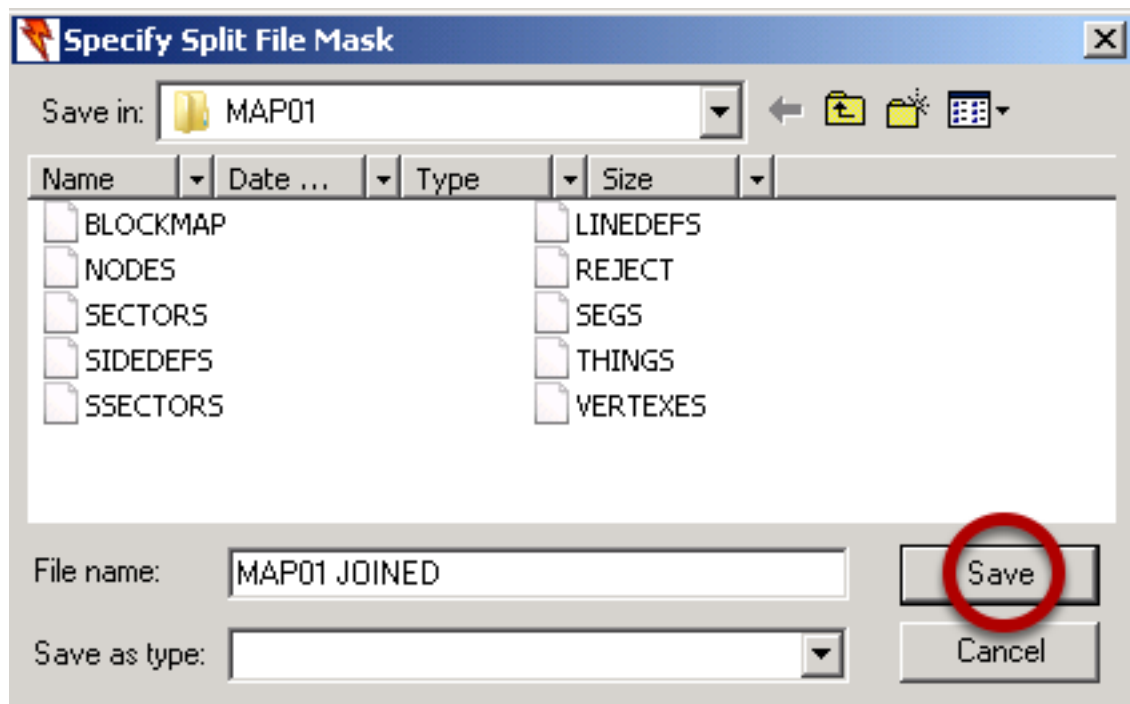 Specify Split File Mask
Save in: MAP01
Name Date ... Type Size
BLOCKMAP LINEDEFS
NODES REJECT
SECTORS SEGS
SIDEDEFS THINGS
SSECTORS VERTEXES
File name: MAP01 JOINED Save
Save as type: Cancel